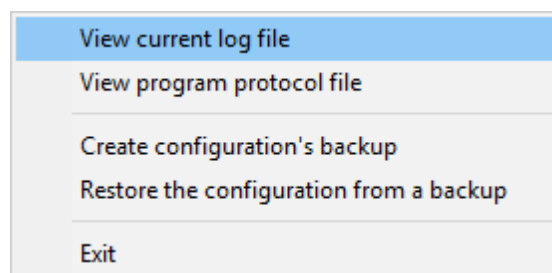 View current log file
View program protocol file
Create configuration's backup
Restore the configuration from a backup
Exit